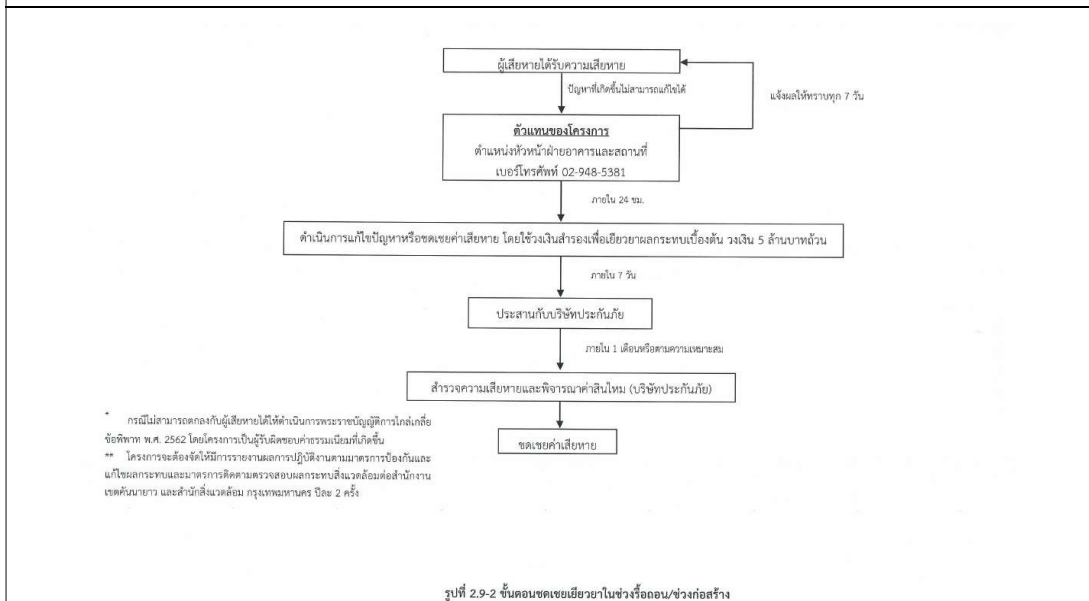 ผู้เสียหายได้รับความเสียหาย
ปัญหาที่เกิดขึ้นไม่สามารถแก้ไขได้
แจ้งผลให้ทราบทุก 7 วัน
ตัวแทนของโครงการ
ตำแหน่งหัวหน้าฝ่ายอาคารและสถานที่
เบอร์โทรศัพท์ 02-948-5381
ภายใน 24 ชม.
ดำเนินการแก้ไขปัญหาหรือชดเชยค่าเสียหาย โดยใช้วงเงินสำรองเพื่อเยียวยาผลกระทบเบื้องต้น วงเงิน 5 ล้านบาทถ้วน
ภายใน 7 วัน
ประสานกับบริษัทประกันภัย
ภายใน 1 เดือนหรือตามความเหมาะสม
สำรวจความเสียหายและพิจารณาค่าสินไหม (บริษัทประกันภัย)
ชดเชยค่าเสียหาย
* กรณีไม่สามารถตกลงกับผู้เสียหายได้ให้ดำเนินการพระราชบัญญัติการไกล่เกลี่ย
ข้อพิพาท พ.ศ. 2562 โดยโครงการเป็นผู้รับผิดชอบค่าธรรมเนียมที่เกิดขึ้น
** โครงการจะต้องจัดให้มีการรายงานผลการปฏิบัติงานตามมาตรการป้องกันและ
แก้ไขผลกระทบและมาตรการติดตามตรวจสอบผลกระทบสิ่งแวดล้อมต่อสำนักงาน
เขตคันนายาว และสำนักสิ่งแวดล้อม กรุงเทพมหานคร ปีละ 2 ครั้ง
รูปที่ 2.9-2 ขั้นตอนชดเชยเยียวยาในช่วงรื้อถอน/ช่วงก่อสร้าง